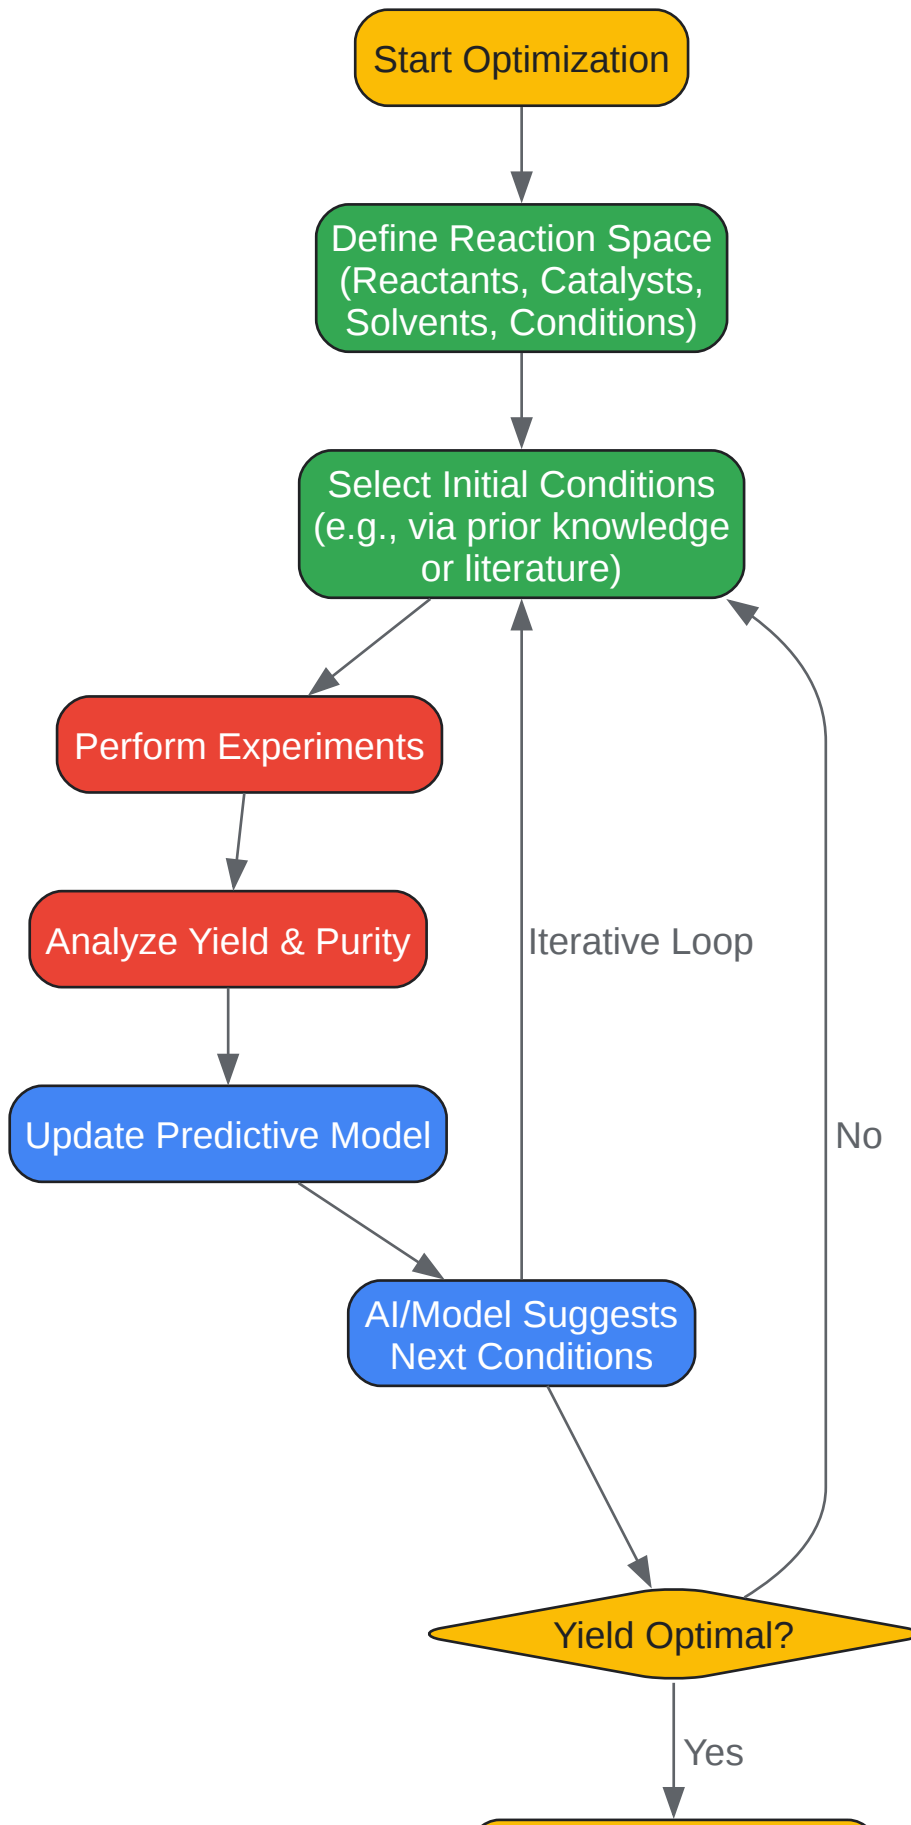 Start Optimization
Define Reaction Space
(Reactants, Catalysts,
Solvents, Conditions)
Select Initial Conditions
(e.g., via prior knowledge
or literature)
Perform Experiments
Analyze Yield & Purity
Iterative Loop
Update Predictive Model
No
AI/Model Suggests
Next Conditions
Yield Optimal?
Yes